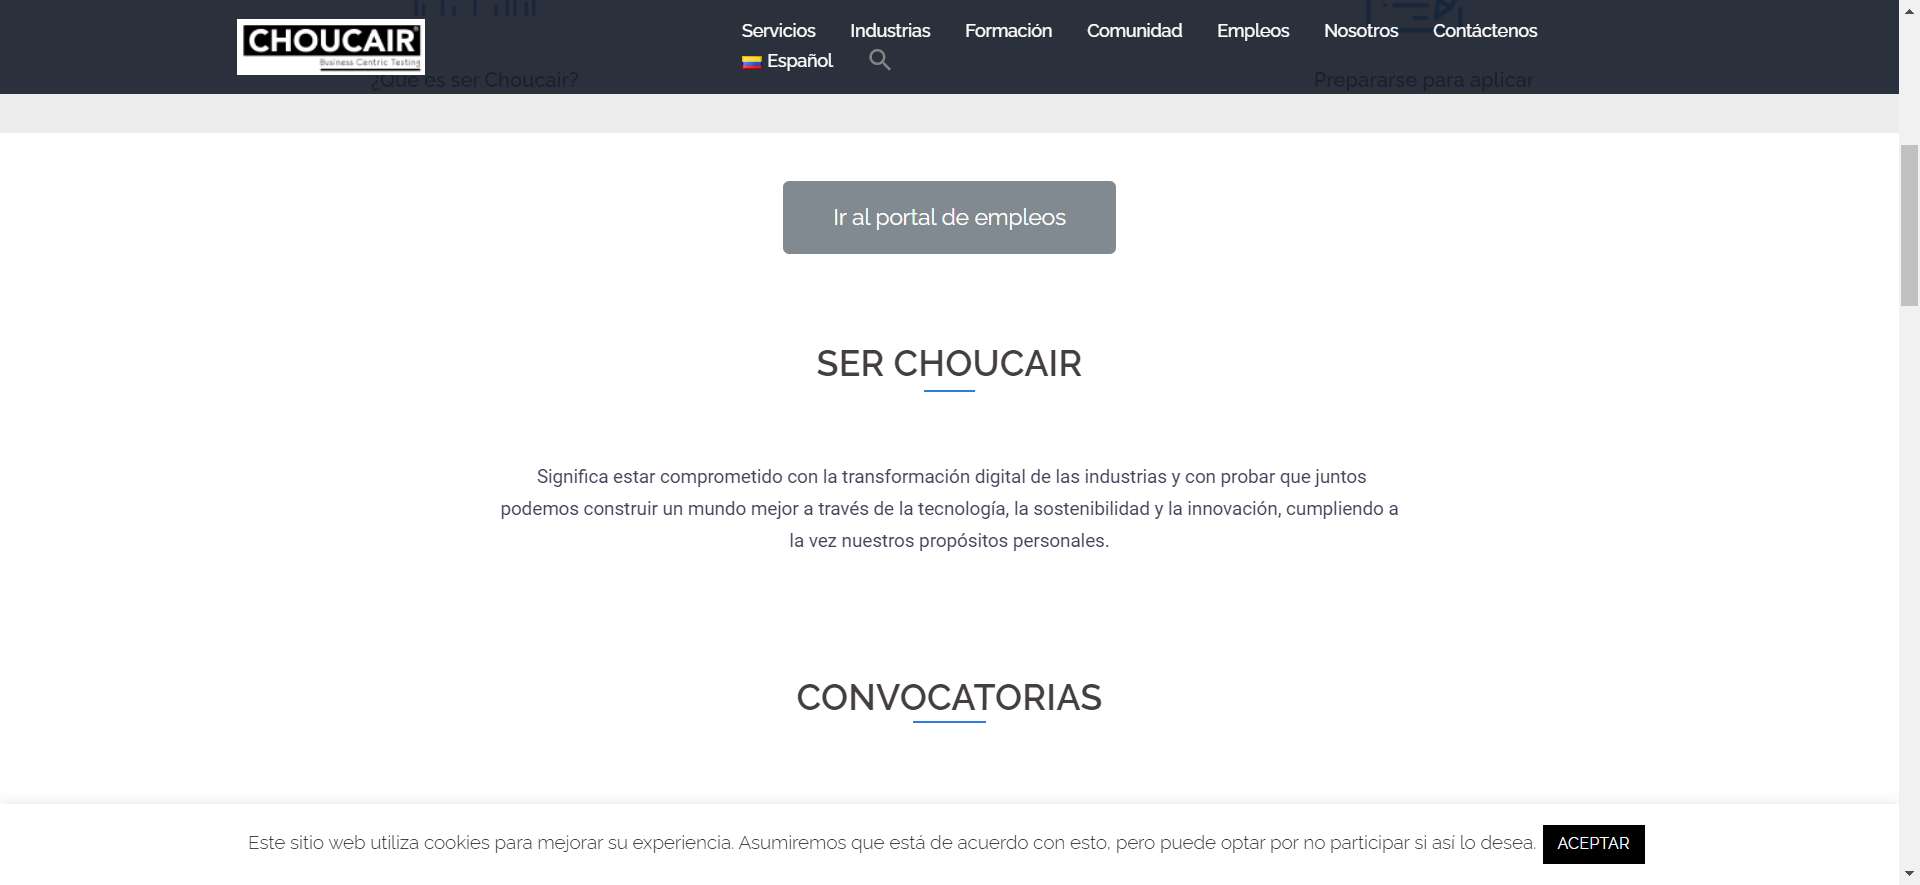 CHOUCAIR
Business Centric Testing
Servicios Industrias Formación Comunidad Empleos Nosotros Contáctenos
Español
¿Qué es ser Choucair? Prepararse para aplicar
Ir al portal de empleos
SER CHOUCAIR
Significa estar comprometido con la transformación digital de las industrias y con probar que juntos
podemos construir un mundo mejor a través de la tecnología, la sostenibilidad y la innovación, cumpliendo a
la vez nuestros propósitos personales.
CONVOCATORIAS
Este sitio web utiliza cookies para mejorar su experiencia. Asumiremos que está de acuerdo con esto, pero puede optar por no participar si así lo desea. ACEPTAR